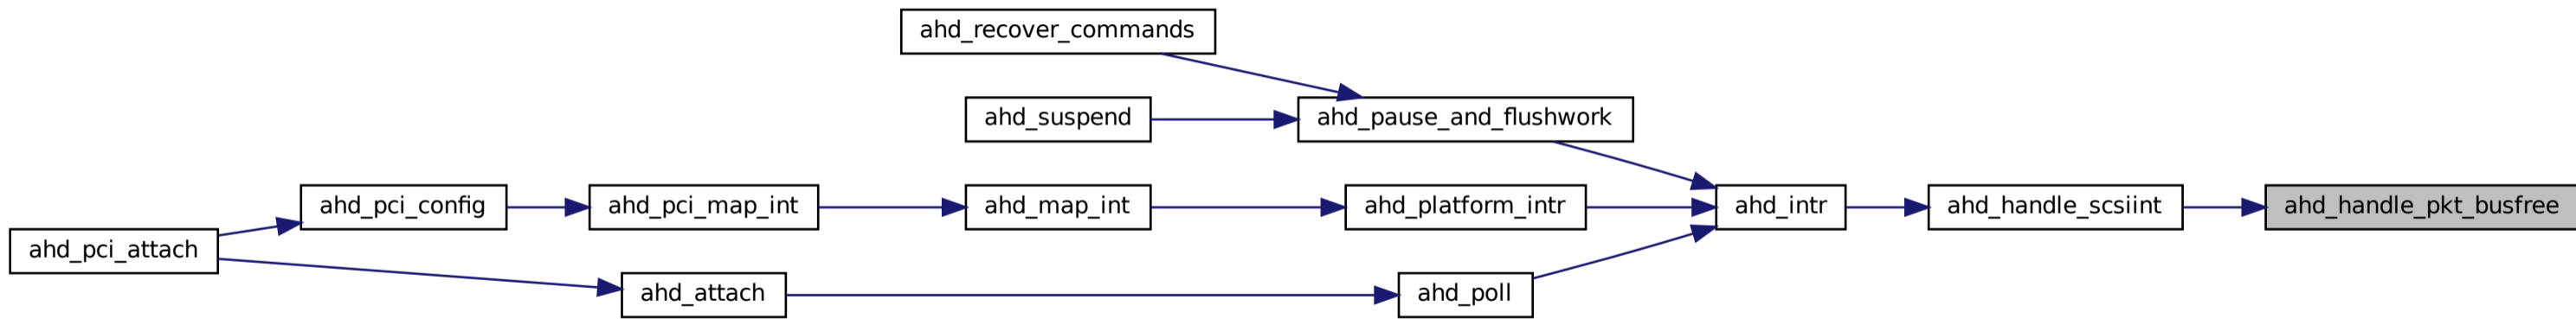 ahd_recover_commands
ahd_suspend
ahd_pause_and_flushwork
ahd_pci_config
ahd_pci_map_int
ahd_map_int
ahd_platform_intr
ahd_intr
ahd_handle_scsiint
ahd_handle_pkt_busfree
ahd_pci_attach
ahd_attach
ahd_poll